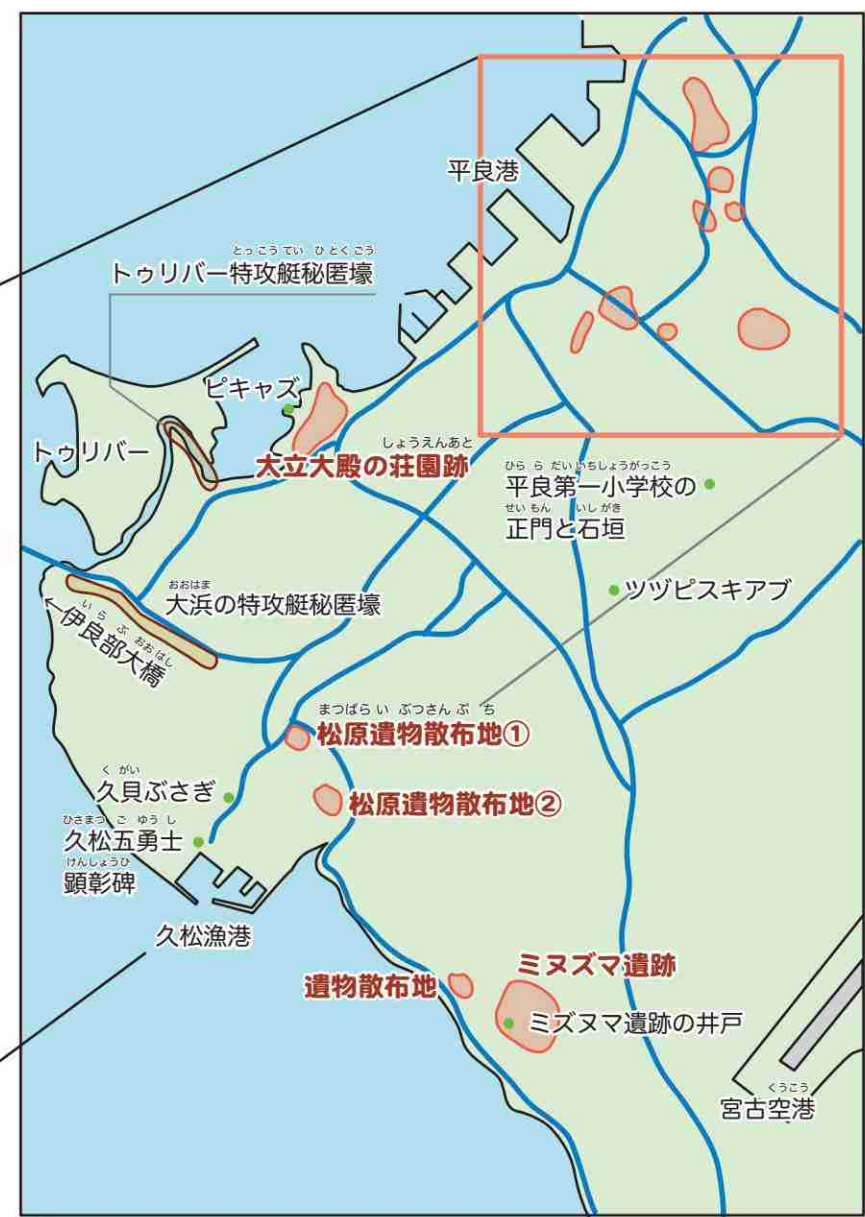 平良港
とっこうてい ひとくこう
トゥリバー特攻艇秘匿壕
ピキャズ
トゥリバー
しょうえんあと
大立大殿の荘園跡
ひらら だいいちしょうがっこう
平良第一小学校の
せいもん いしがき
正門と石垣
ツヅピスキアブ
おおはま
大浜の特攻艇秘匿壕
いらぶおおはし
←伊良部大橋
まつばらいぶつさんぷち
松原遺物散布地①
松原遺物散布地②
くがい
久貝ぶさぎ
ひさまつごゆうし
久松五勇士
けんしょうひ
顕彰碑
久松漁港
遺物散布地
ミヌズマ遺跡
ミズヌマ遺跡の井戸
くうこう
宮古空港